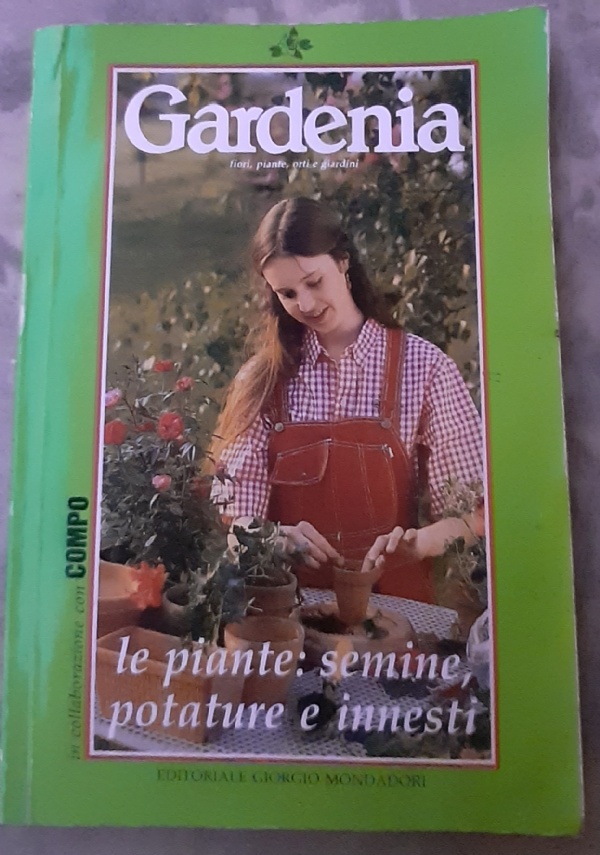 Gardenia
fiori, piante, orti e giardini
in collaborazione con COMPO
le piante: semine,
potature e innesti
EDITORIALE GIORGIO MONDADORI